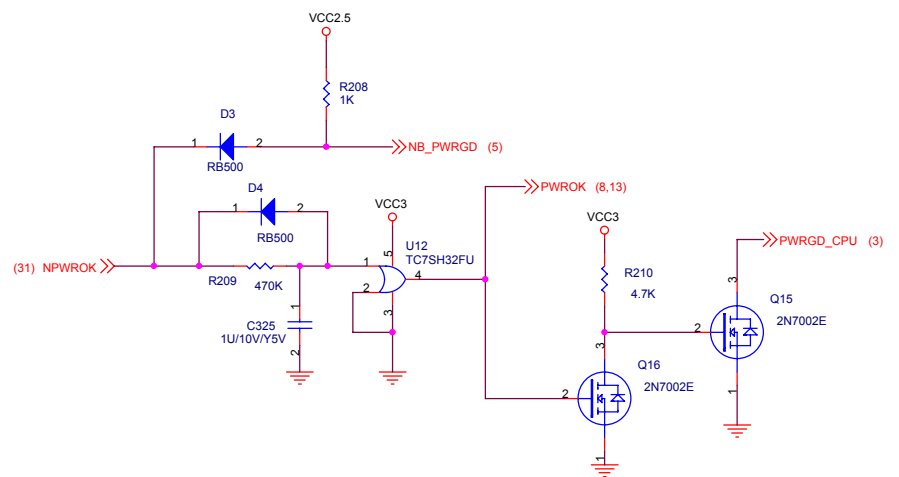 VCC2.5
R208
1K
D3
1
2
RB500
NB_PWRGD (5)
D4
1
2
RB500
VCC3
PWROK (8,13)
VCC3
PWRGD_CPU (3)
U12
TC7SH32FU
5
(31) NPWROK
1
4
2
3
R209
470K
R210
4.7K
3
Q15
2N7002E
2
1
1
C325
1U/10V/Y5V
2
3
Q16
2N7002E
2
1